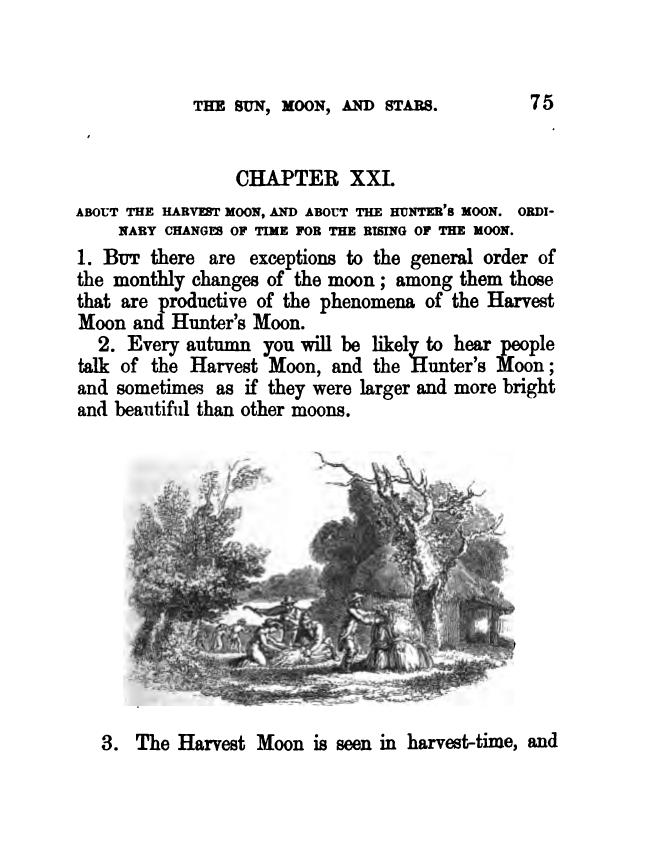 THE SUN, MOON, AND STARS. 75
CHAPTER XXI.
ABOUT THE HARVEST MOON, AND ABOUT THE HUNTER'S MOON. ORDI-
NARY CHANGES OF TIME FOR THE RISING OF THE MOON.
1. BUT there are exceptions to the general order of
the monthly changes of the moon; among them those
that are productive of the phenomena of the Harvest
Moon and Hunter's Moon.
2. Every autumn you will be likely to hear people
talk of the Harvest Moon, and the Hunter's Moon;
and sometimes as if they were larger and more bright
and beautiful than other moons.
3. The Harvest Moon is seen in harvest-time, and